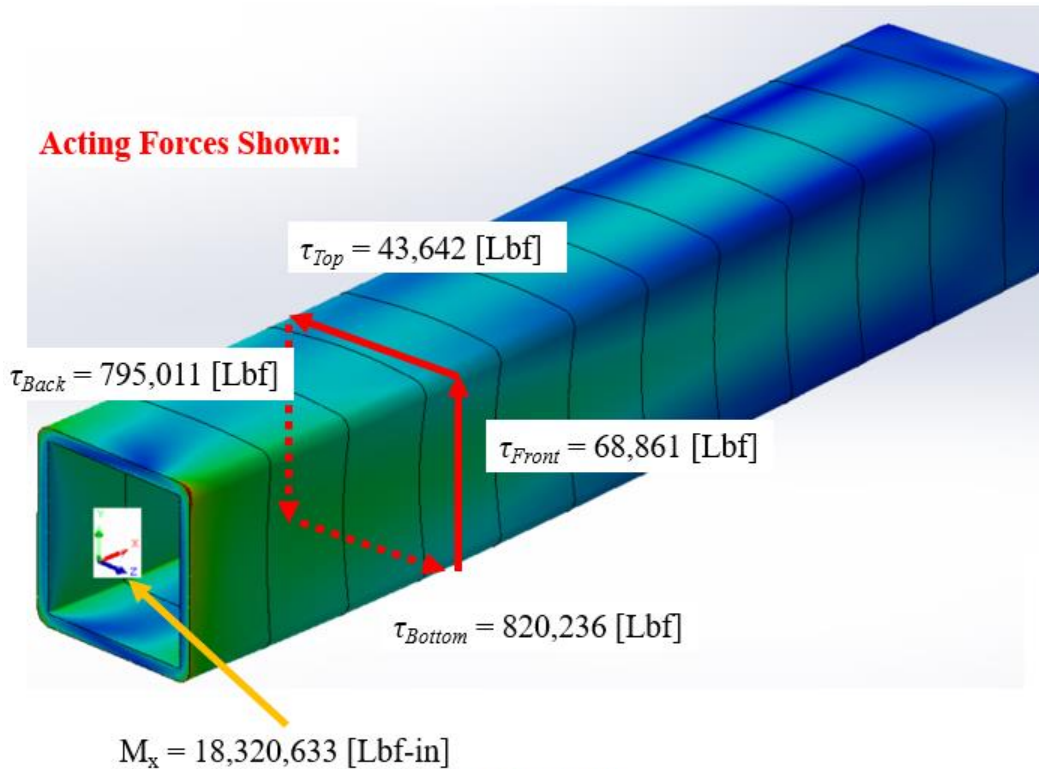 Acting Forces Shown:
τTop = 43,642 [Lbf]
τBack = 795,011 [Lbf]
τFront = 68,861 [Lbf]
Y
X
Z
τBottom = 820,236 [Lbf]
Mx = 18,320,633 [Lbf-in]